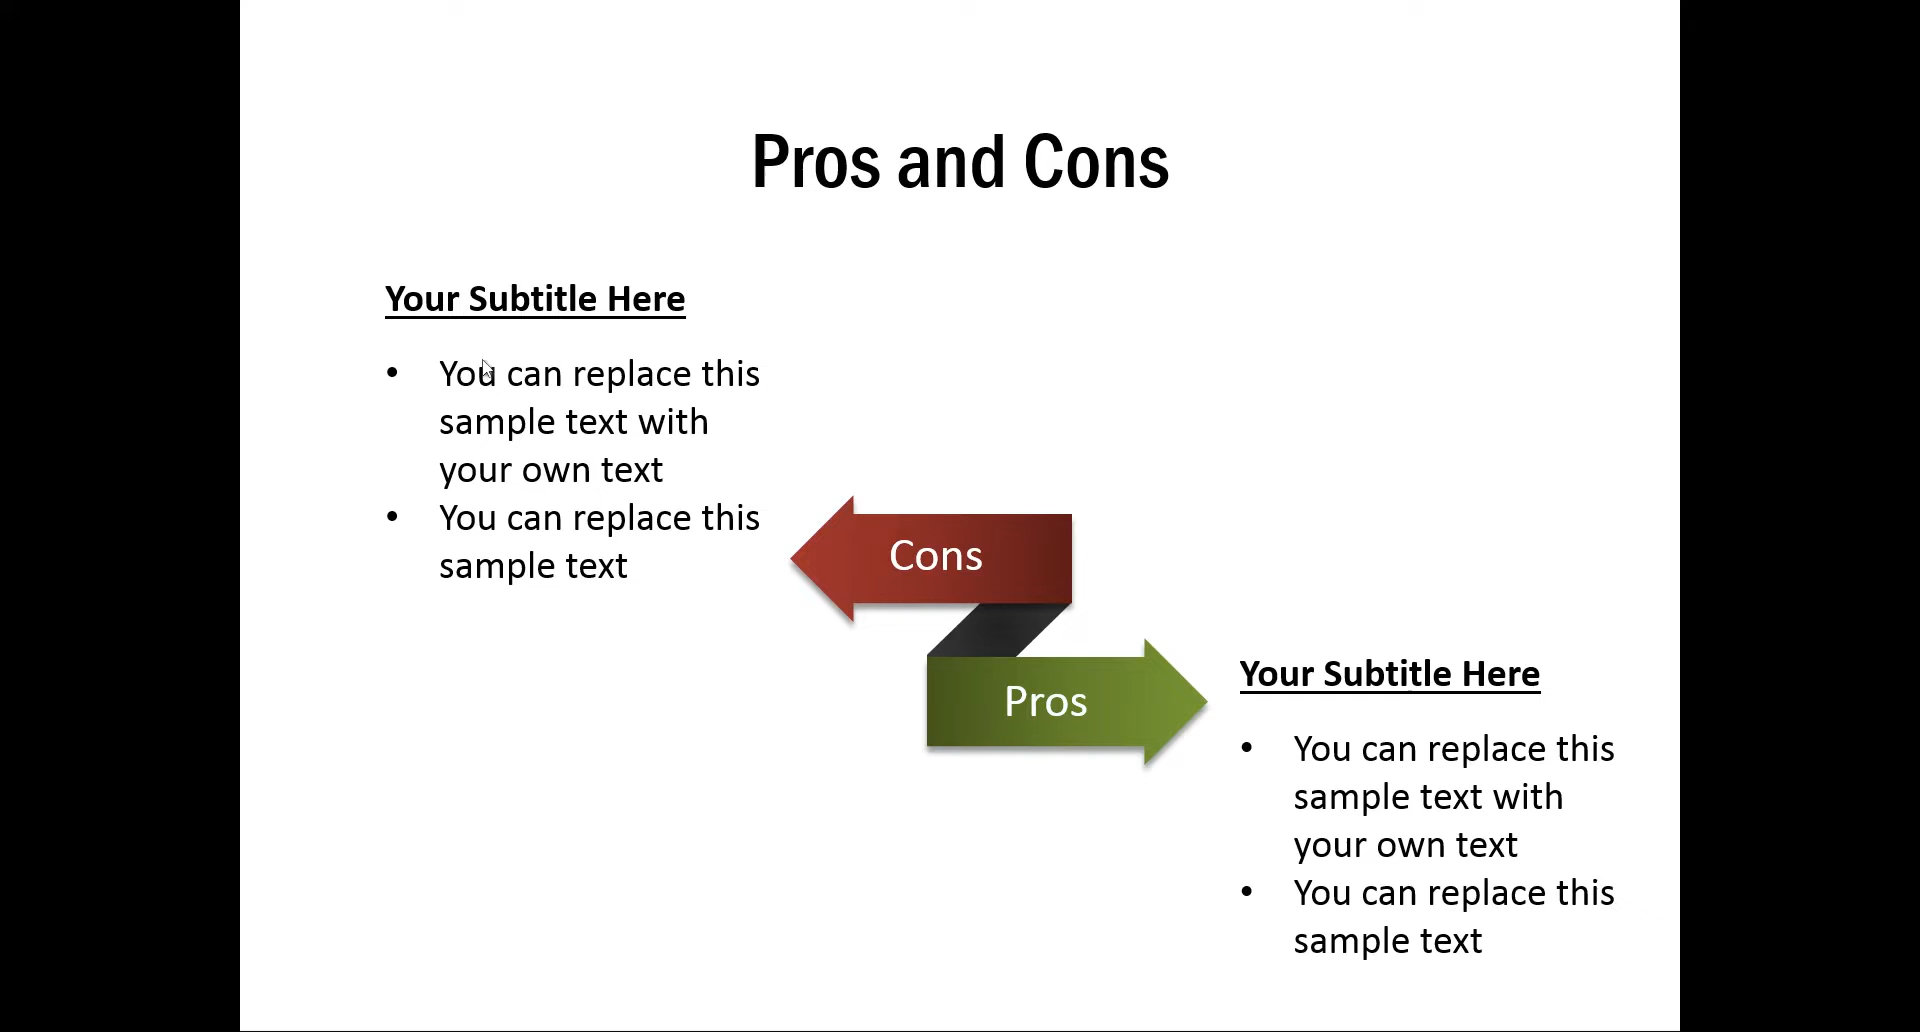 Pros and Cons
Your Subtitle Here
• You can replace this
sample text with
your own text
• You can replace this
sample text
Cons
Pros
Your Subtitle Here
• You can replace this
sample text with
your own text
• You can replace this
sample text